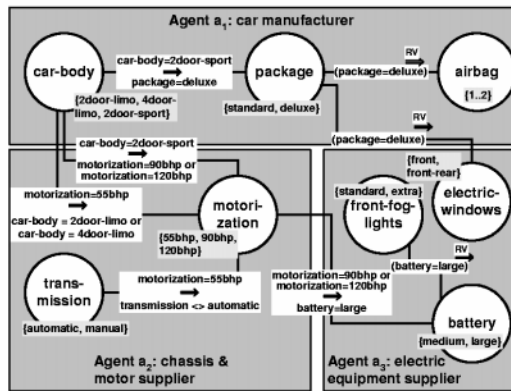 Agent a1: car manufacturer
car-body
{2door-limo, 4door-
limo, 2door-sport}
car-body=2door-sport
→
package=deluxe
package
{standard, deluxe}
RV
→
(package=deluxe)
airbag
{1..2}
RV
→
(package=deluxe)
car-body=2door-sport
→
motorization=90bhp or
motorization=120bhp
motorization=55bhp
→
car-body = 2door-limo or
car-body = 4door-limo
motori-
zation
{55bhp, 90bhp,
120bhp}
trans-
mission
{automatic, manual}
motorization=55bhp
→
transmission <> automatic
Agent a2: chassis &
motor supplier
motorization=90bhp or
motorization=120bhp
→
battery=large
{front,
front-rear}
electric-
windows
{standard, extra}
front-fog-
lights
RV
→
(battery=large)
battery
{medium, large}
Agent a3: electric
equipment supplier